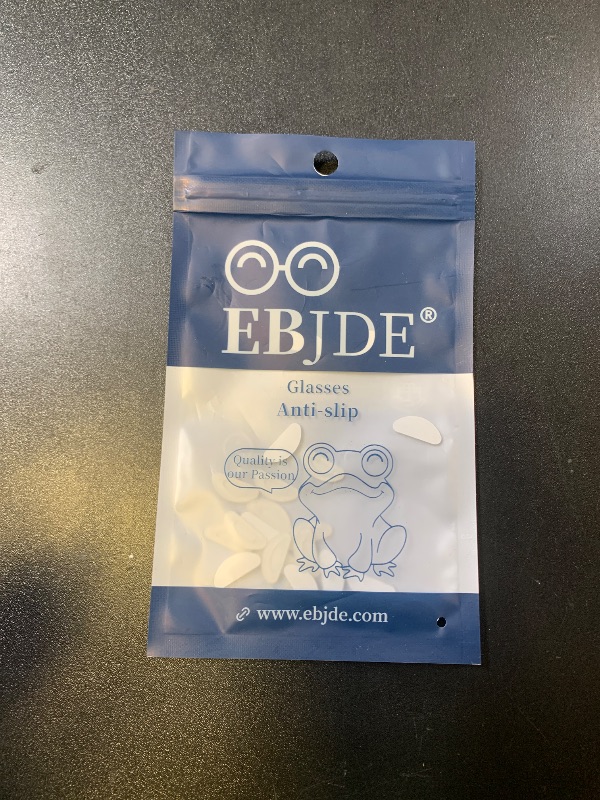 EBJDE®
Glasses
Anti-slip
Quality is
our Passion
www.ebjde.com